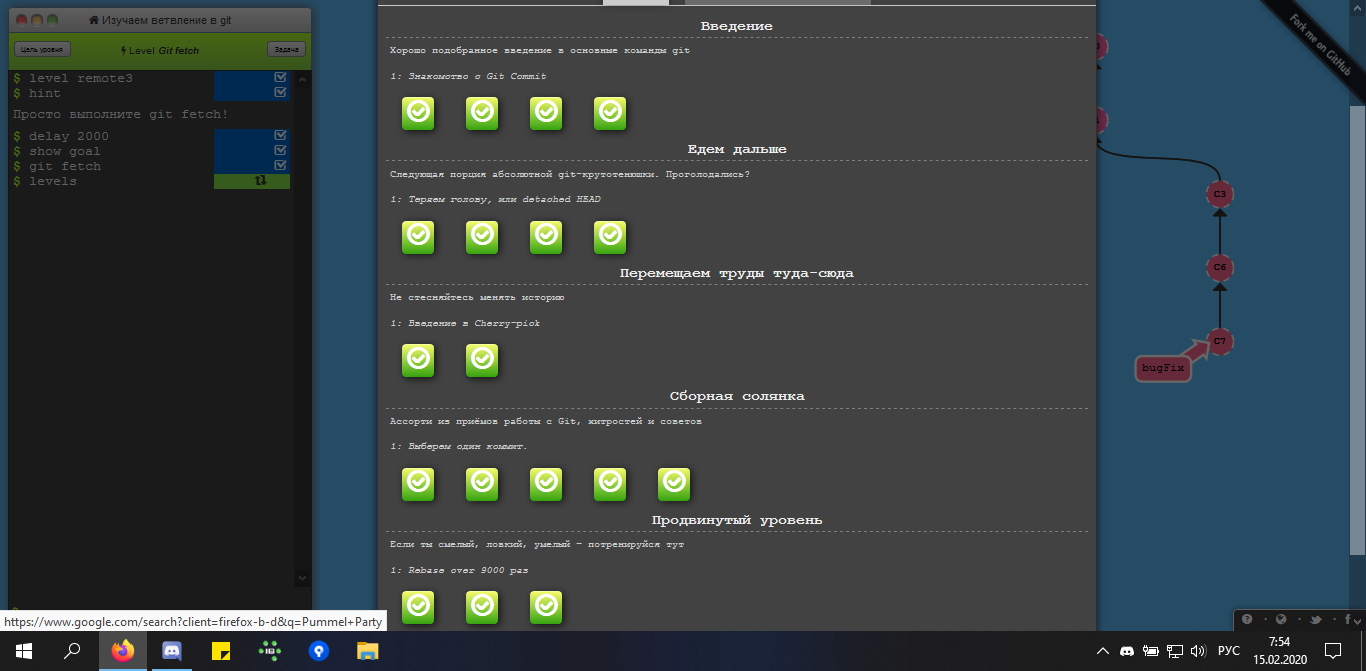 Изучаем ветвление в git
Цель уровня
Level Git fetch
Задача
$ level remote3
$ hint
Просто выполните git fetch!
$ delay 2000
$ show goal
$ git fetch
$ levels
Введение
Хорошо подобранное введение в основные команды git
1: Знакомство с Git Commit
Едем дальше
Следующая порция абсолютной git-крутотенюшки. Проголодались?
1: Теряем голову, или detached HEAD
Перемещаем труды туда-сюда
Не стесняйтесь менять историю
1: Введение в Cherry-pick
Сборная солянка
Ассорти из приёмов работы с Git, хитростей и советов
1: Выберем один коммит.
Продвинутый уровень
Если ты смелый, ловкий, умелый – потренируйся тут
1: Rebase over 9000 раз
Fork me on GitHub
C3
C6
C7
bugFix
https://www.google.com/search?client=firefox-b-d&q=Pummel+Party
РУС
7:54
15.02.2020